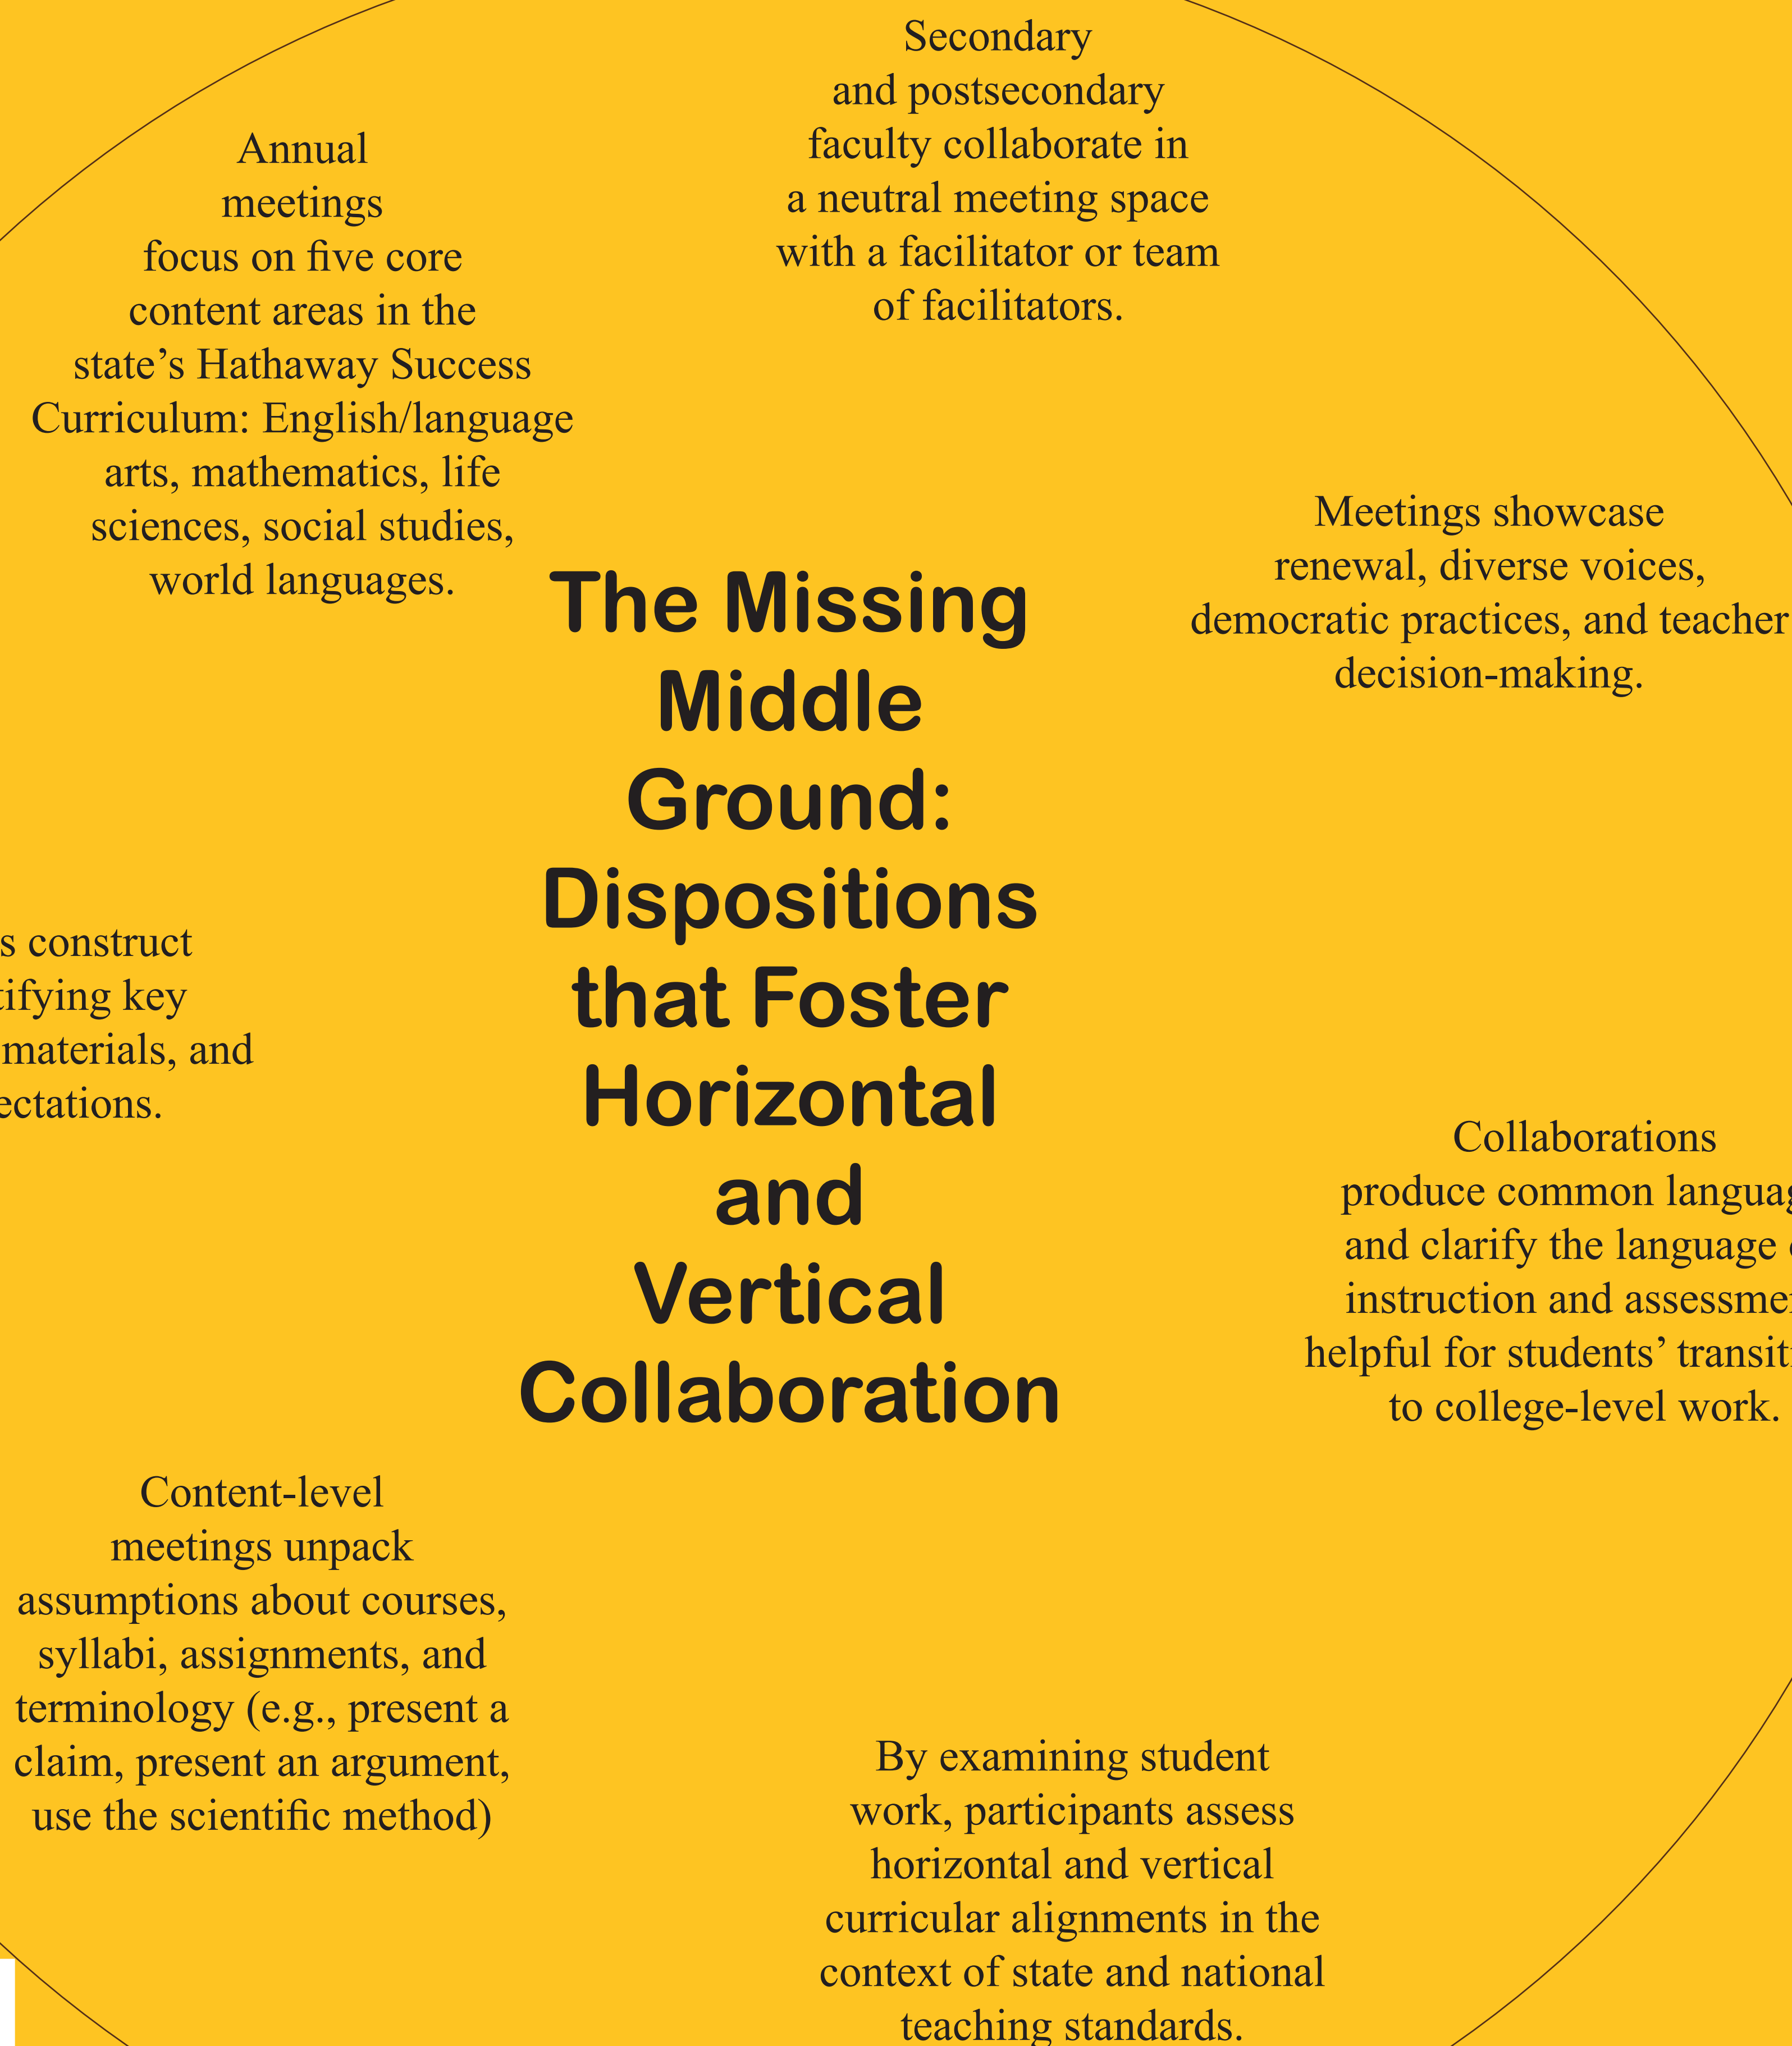 Secondary
and postsecondary
faculty collaborate in
a neutral meeting space
with a facilitator or team
of facilitators.
Annual
meetings
focus on five core
content areas in the
state’s Hathaway Success
Curriculum: English/language
arts, mathematics, life
sciences, social studies,
world languages.
Meetings showcase
renewal, diverse voices,
democratic practices, and teacher
decision-making.
The Missing
Middle
Ground:
Dispositions
that Foster
Horizontal
and
Vertical
Collaboration
construct
key
materials, and
Collaborations
produce common
and clarify the language
instruction and
helpful for students’
to college-level work.
Content-level
meetings unpack
assumptions about courses,
syllabi, assignments, and
terminology (e.g., present a
claim, present an argument,
use the scientific method)
By examining student
work, participants assess
horizontal and vertical
curricular alignments in the
context of state and national
teaching standards.